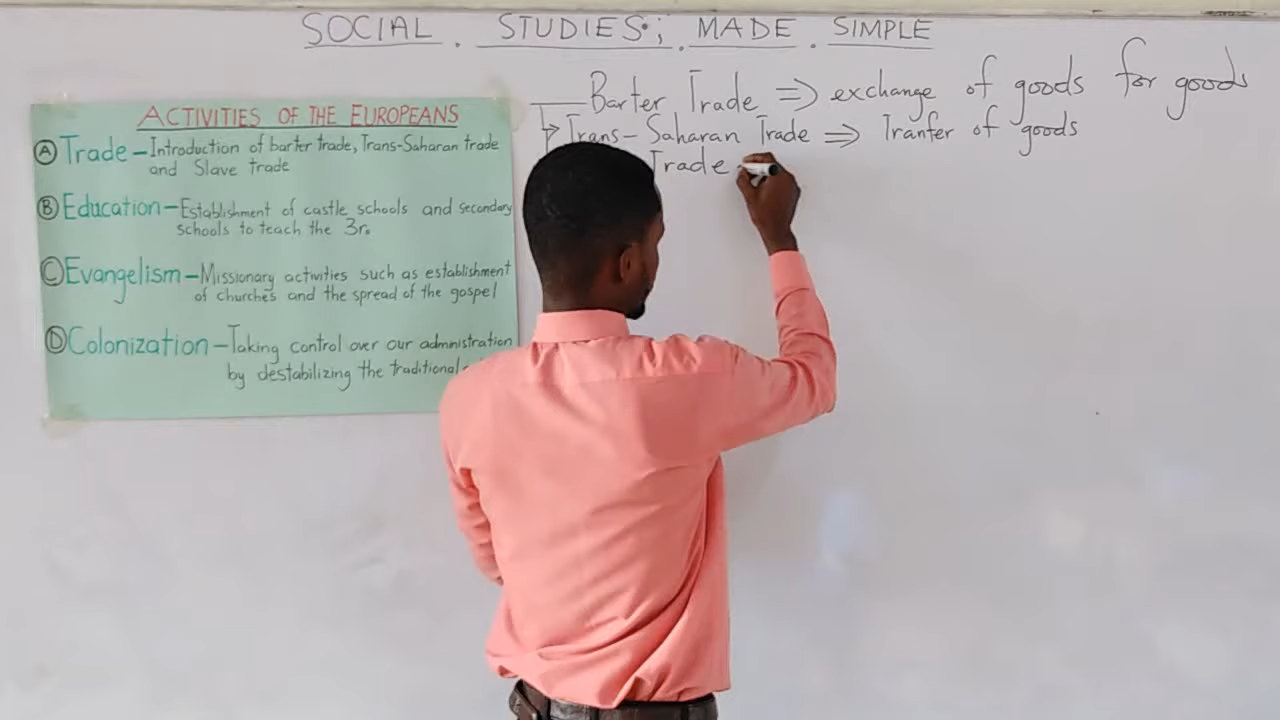 SOCIAL . STUDIES; . MADE . SIMPLE
ACTIVITIES OF THE EUROPEANS
Ⓐ Trade – Introduction of barter trade, Trans-Saharan trade
and Slave trade
Ⓑ Education – Establishment of castle schools and secondary
schools to teach the 3rs
Ⓒ Evangelism – Missionary activities such as establishment
of churches and the spread of the gospel
Ⓓ Colonization – Taking control over our admnistration
by destabilizing the traditional
Barter Trade ⇒ exchange of goods for goods
Trans-Saharan Trade ⇒ Tranfer of goods
Trade